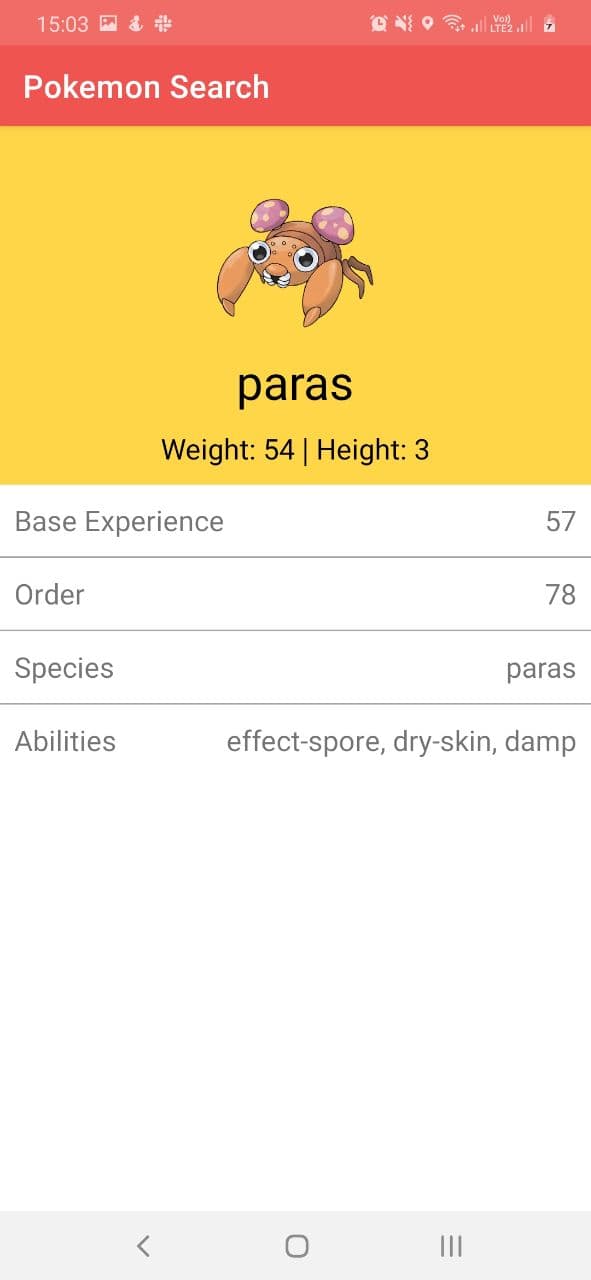 15:03 Vo)) LTE2 7
Pokemon Search
paras
Weight: 54 | Height: 3
Base Experience 57
Order 78
Species paras
Abilities effect-spore, dry-skin, damp